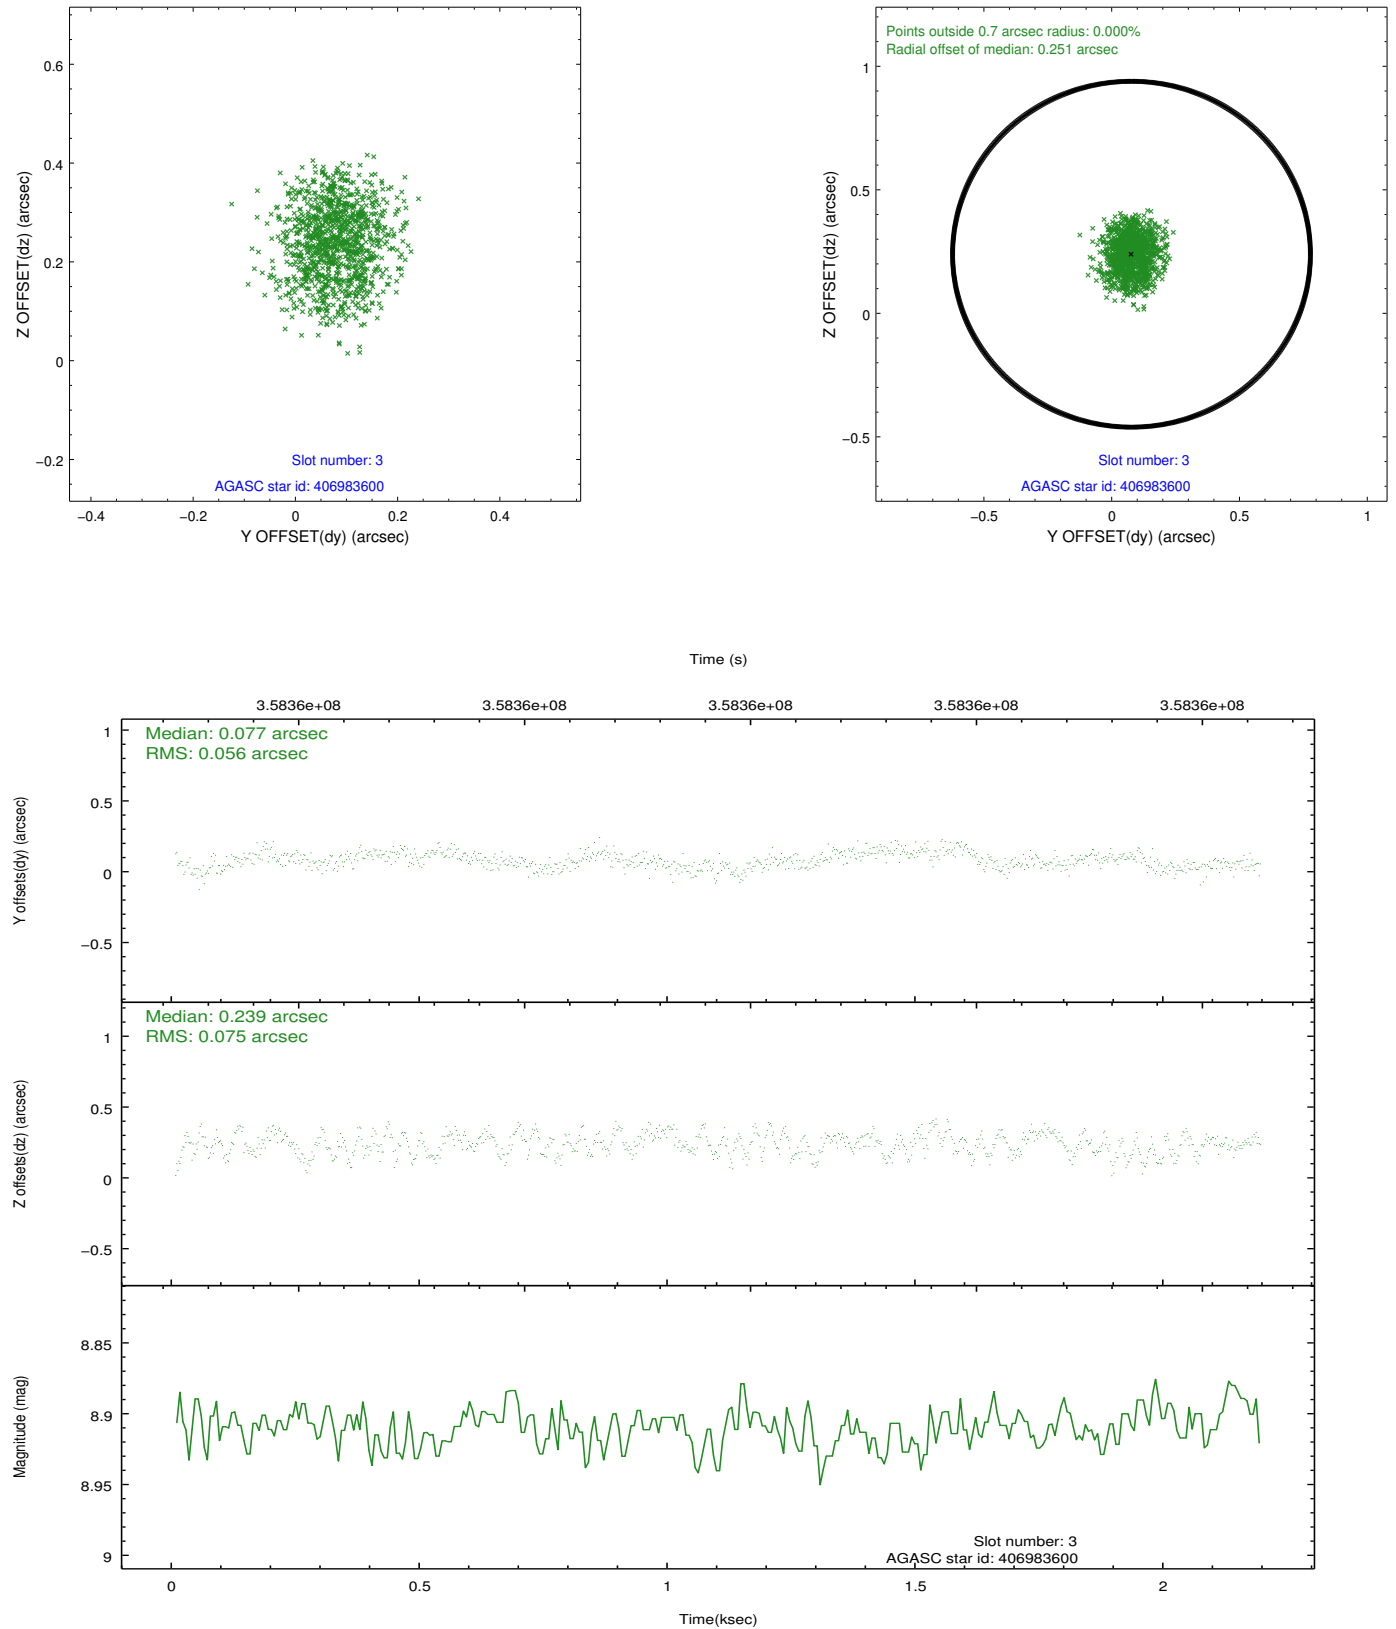 0.6
0.4
0.2
0
−0.2
Z OFFSET(dz) (arcsec)
Slot number: 3
AGASC star id: 406983600
−0.4 −0.2 0 0.2 0.4
Y OFFSET(dy) (arcsec)
Points outside 0.7 arcsec radius: 0.000%
Radial offset of median: 0.251 arcsec
1
0.5
0
−0.5
Z OFFSET(dz) (arcsec)
Slot number: 3
AGASC star id: 406983600
−0.5 0 0.5 1
Y OFFSET(dy) (arcsec)
Time (s)
3.5836e+08 3.5836e+08 3.5836e+08 3.5836e+08 3.5836e+08
Median: 0.077 arcsec
RMS: 0.056 arcsec
1
0.5
0
−0.5
Y offsets(dy) (arcsec)
Median: 0.239 arcsec
RMS: 0.075 arcsec
1
0.5
0
−0.5
Z offsets(dz) (arcsec)
8.85
8.9
8.95
9
Magnitude (mag)
Slot number: 3
AGASC star id: 406983600
0 0.5 1 1.5 2
Time(ksec)